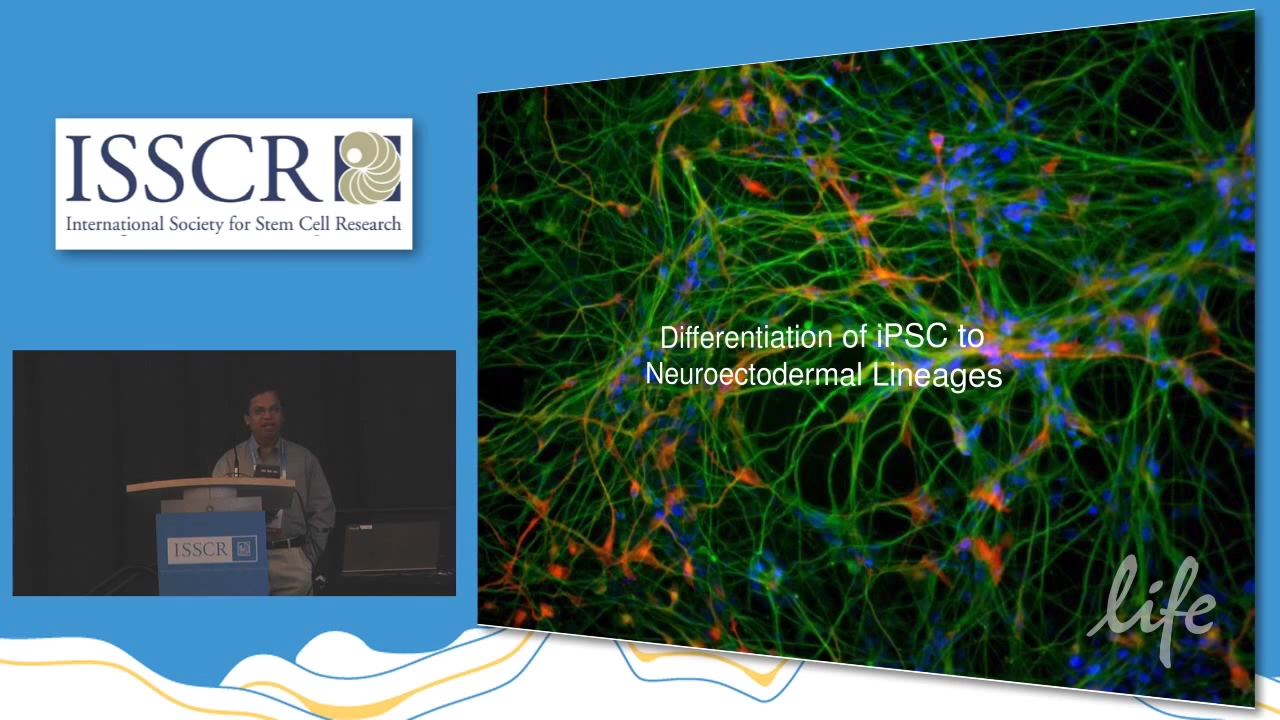 ISSCR
International Society for Stem Cell Research
ISSCR
Differentiation of iPSC to
Neuroectodermal Lineages
life